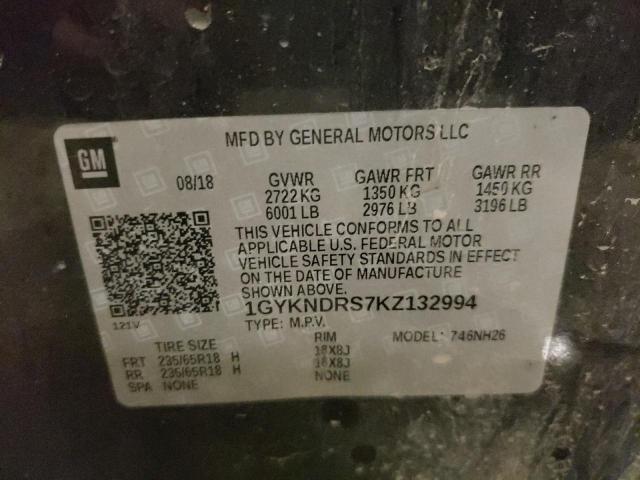 MFD BY GENERAL MOTORS LLC
GM
08/18 GVWR GAWR FRT GAWR RR
2722 KG 1350 KG 1450 KG
6001 LB 2976 LB 3196 LB
THIS VEHICLE CONFORMS TO ALL
APPLICABLE U.S. FEDERAL MOTOR
VEHICLE SAFETY STANDARDS IN EFFECT
ON THE DATE OF MANUFACTURE
SHOWN ABOVE.
1GYKNDRS7KZ132994
121V TYPE: M.P.V. MODEL: 746NH26
TIRE SIZE RIM
FRT 235/65R18 H 18X8J
RR 235/65R18 H 18X8J
SPA NONE NONE